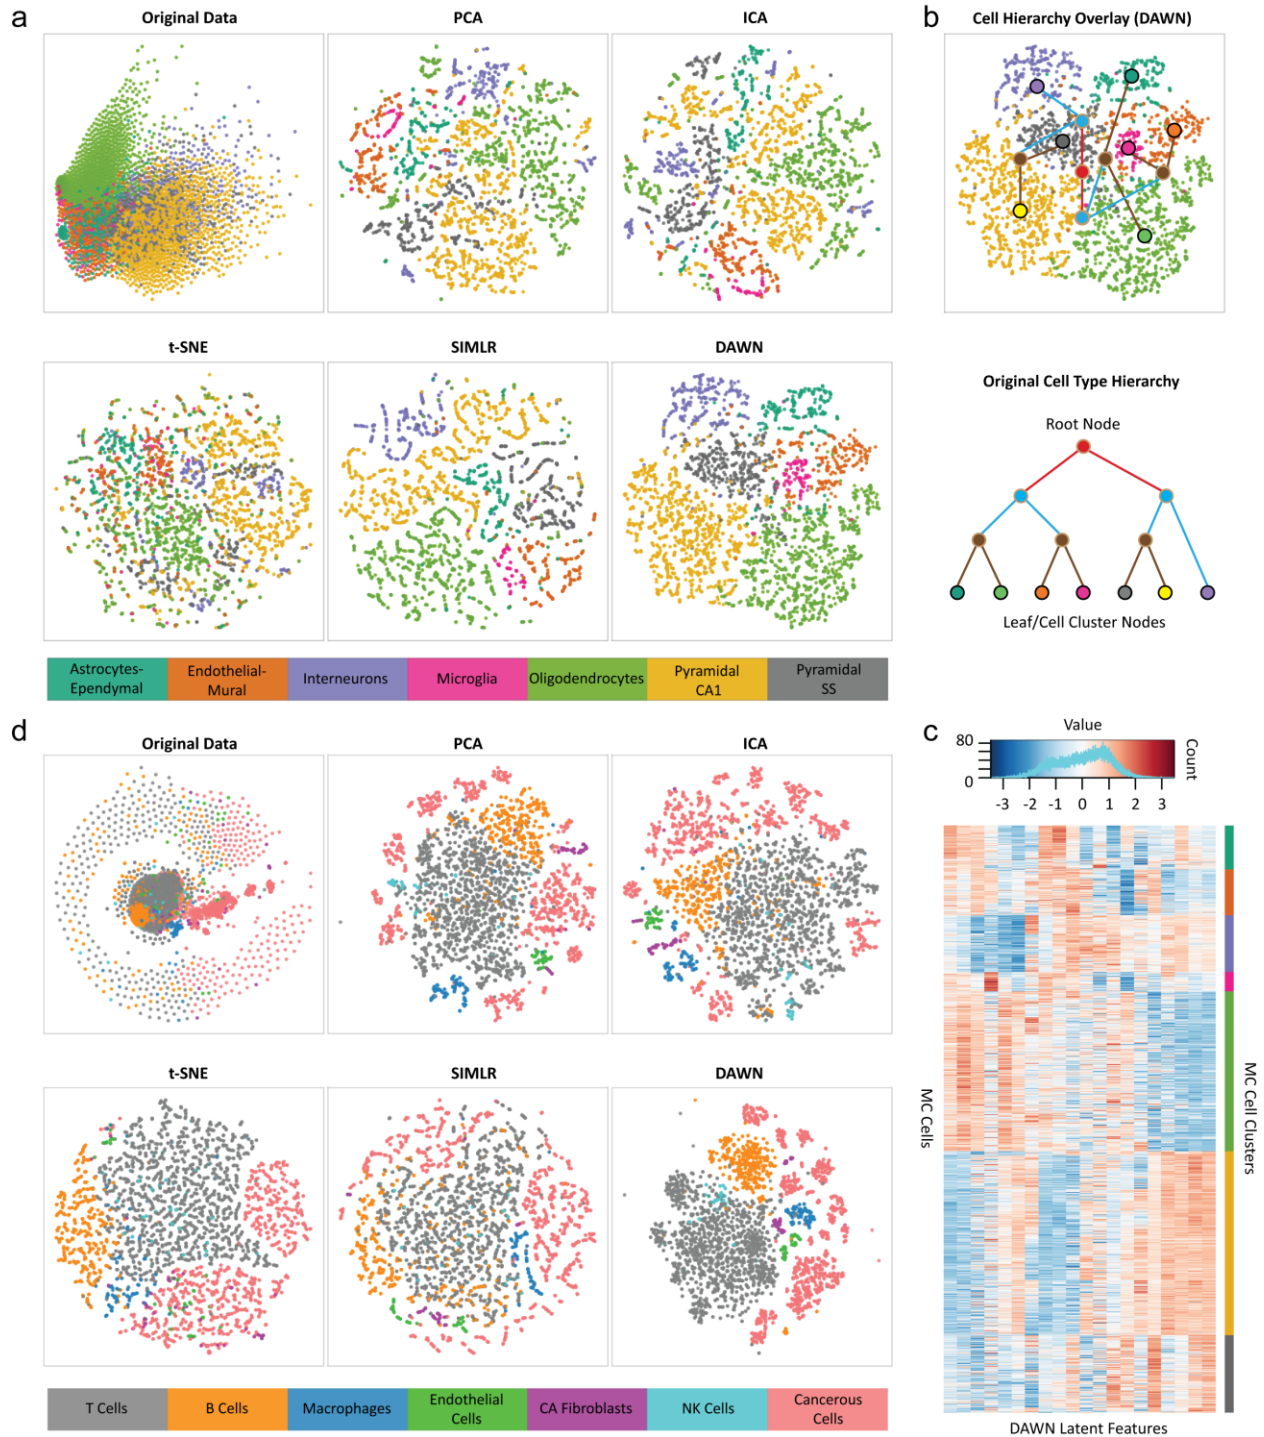 a
Original Data
PCA
ICA
b
Cell Hierarchy Overlay (DAWN)
t-SNE
SIMLR
DAWN
Original Cell Type Hierarchy
Root Node
Leaf/Cell Cluster Nodes
Astrocytes-
Ependymal
Endothelial-
Mural
Interneurons
Microglia
Oligodendrocytes
Pyramidal
CA1
Pyramidal
SS
d
Original Data
PCA
ICA
c
Value
80
0
Count
-3 -2 -1 0 1 2 3
MC Cells
MC Cell Clusters
DAWN Latent Features
t-SNE
SIMLR
DAWN
T Cells
B Cells
Macrophages
Endothelial
Cells
CA Fibroblasts
NK Cells
Cancerous
Cells